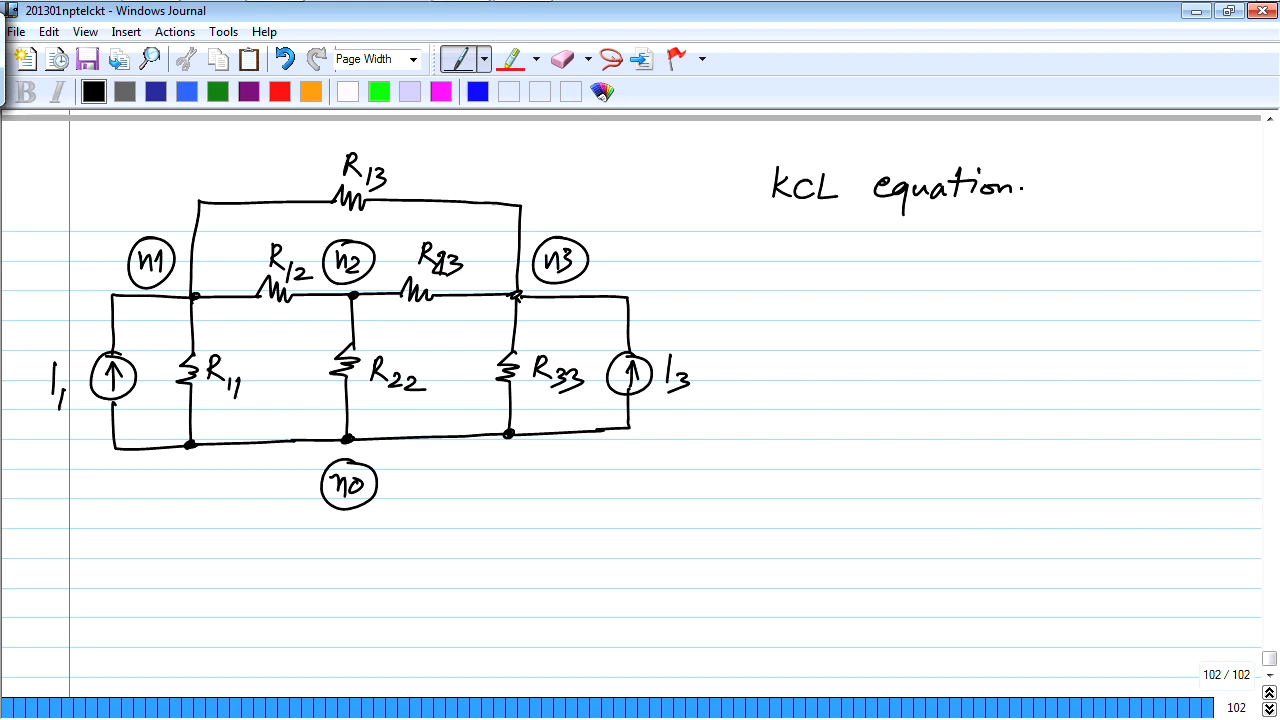 201301nptelckt - Windows Journal
File Edit View Insert Actions Tools Help
Page Width
B I
R13
KCL equation.
n1 R12 n2 R23 n3
I1 R11 R22 R33 I3
n0
102 / 102
102